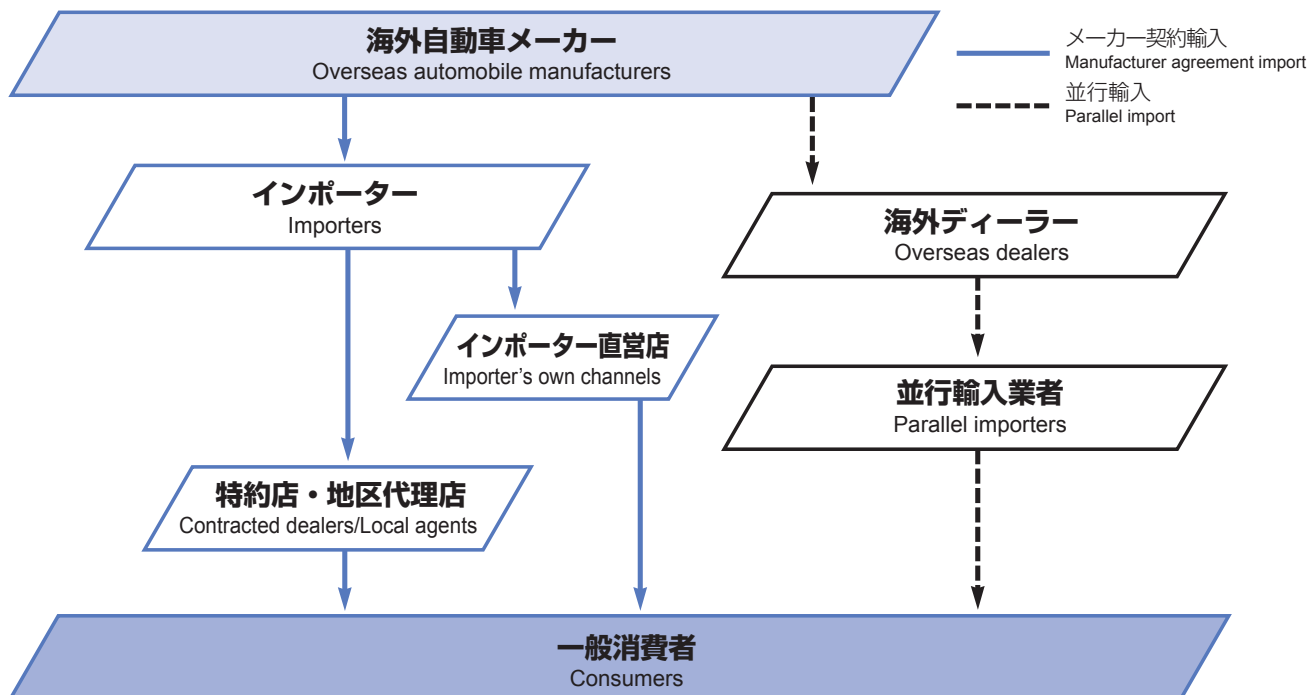 海外自動車メーカー
Overseas automobile manufacturers
メーカー契約輸入
Manufacturer agreement import
並行輸入
Parallel import
インポーター
Importers
海外ディーラー
Overseas dealers
インポーター直営店
Importer’s own channels
並行輸入業者
Parallel importers
特約店・地区代理店
Contracted dealers/Local agents
一般消費者
Consumers